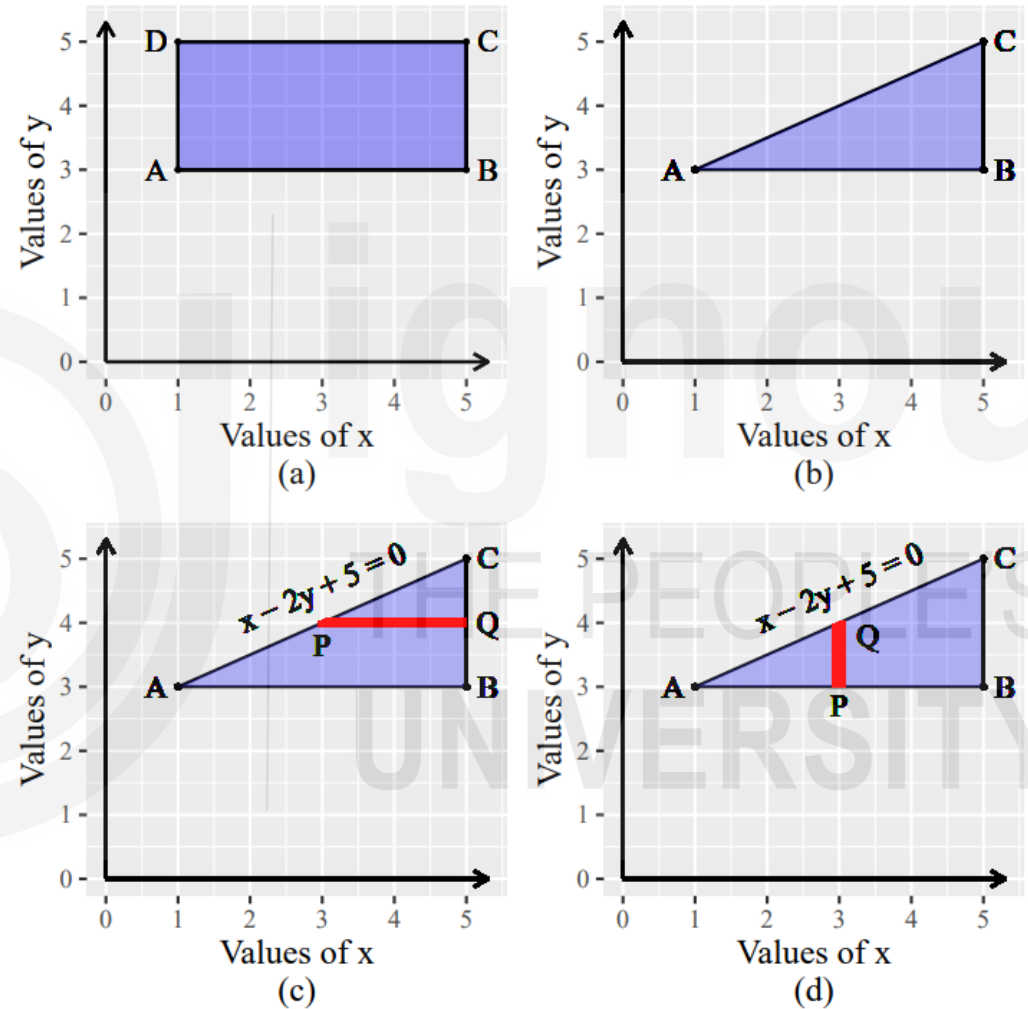 5 D C
4
3 A B
2
1
0
Values of y
0 1 2 3 4 5
Values of x
(a)
5 C
4
3 A B
2
1
0
Values of y
0 1 2 3 4 5
Values of x
(b)
x − 2y + 5 = 0
5 C
4 P Q
3 A B
2
1
0
Values of y
0 1 2 3 4 5
Values of x
(c)
x − 2y + 5 = 0
5 C
4 Q
3 A B
P
2
1
0
Values of y
0 1 2 3 4 5
Values of x
(d)
ignou
THE PEOPLE'S
UNIVERSITY